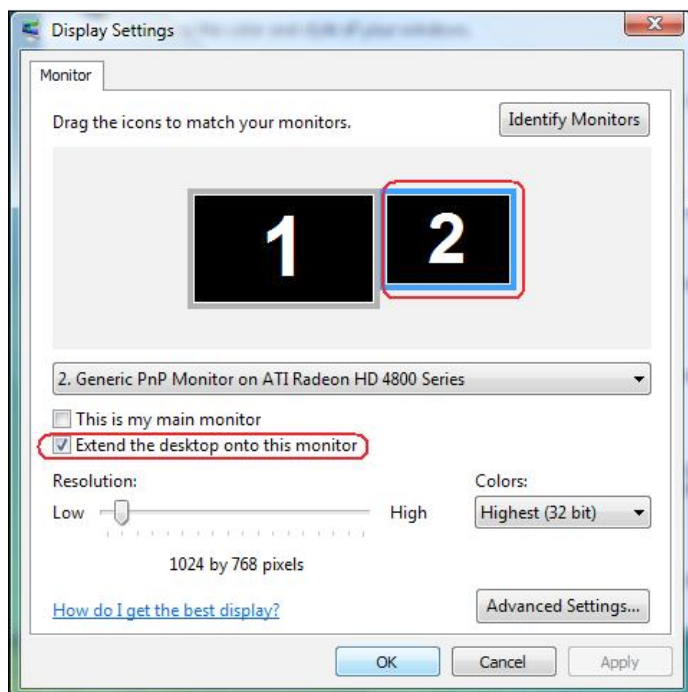 Display Settings
Monitor
Drag the icons to match your monitors.
Identify Monitors
1
2
2. Generic PnP Monitor on ATI Radeon HD 4800 Series
This is my main monitor
Extend the desktop onto this monitor
Resolution:
Colors:
Low
High
Highest (32 bit)
1024 by 768 pixels
How do I get the best display?
Advanced Settings...
OK
Cancel
Apply